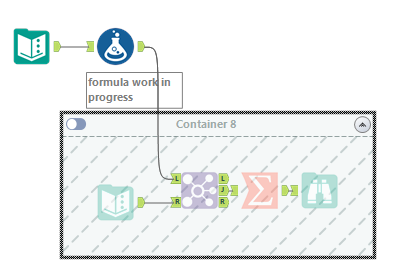 formula work in
progress
Container 8
L
L
J
R
R